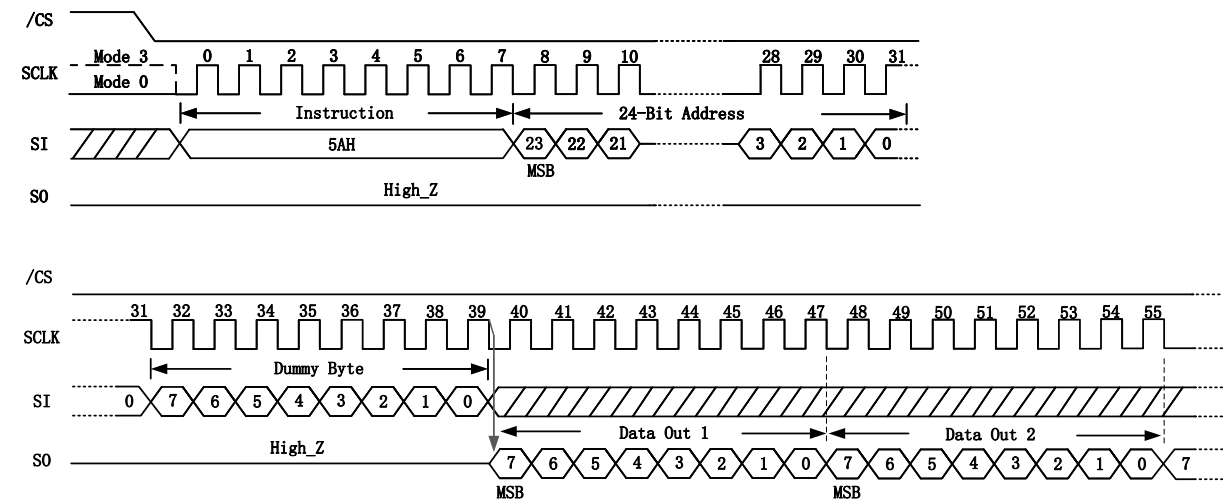 /CS
Mode 3
0 1 2 3 4 5 6 7 8 9 10 28 29 30 31
SCLK
Mode 0
Instruction 24-Bit Address
SI 5AH 23 22 21 3 2 1 0
MSB
High_Z
SO
/CS
31 32 33 34 35 36 37 38 39 40 41 42 43 44 45 46 47 48 49 50 51 52 53 54 55
SCLK
Dummy Byte
SI 0 7 6 5 4 3 2 1 0
Data Out 1 Data Out 2
High_Z
SO 7 6 5 4 3 2 1 0 7 6 5 4 3 2 1 0 7
MSB MSB